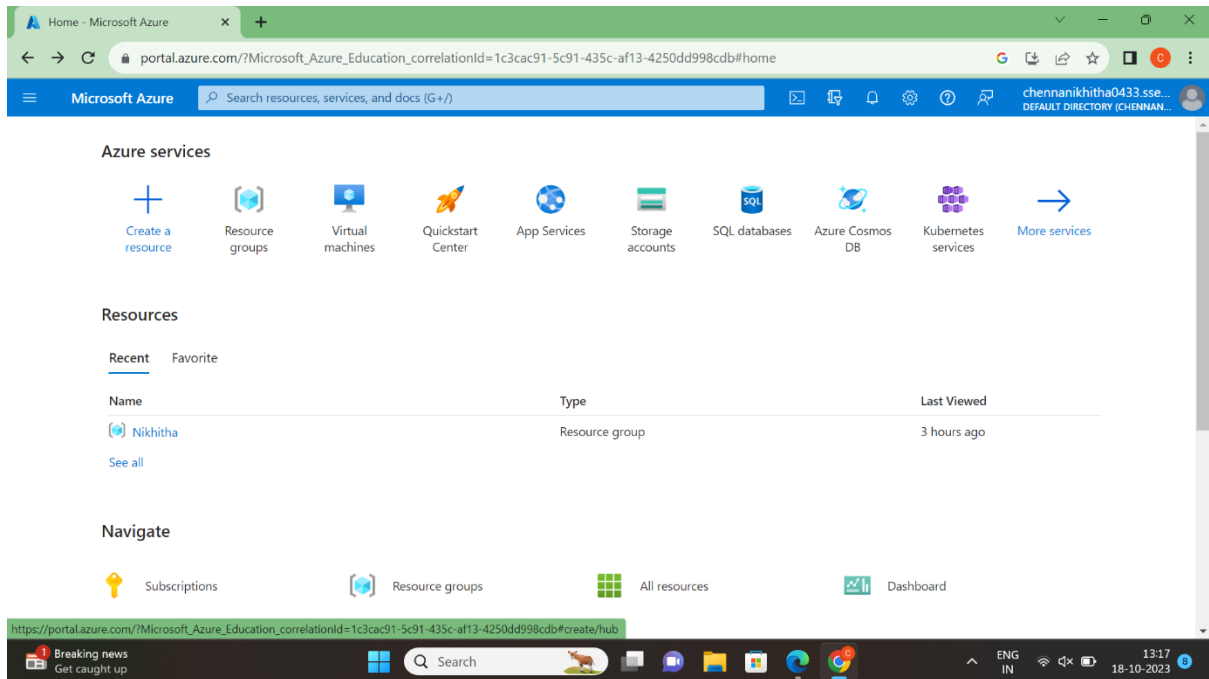 Home - Microsoft Azure
portal.azure.com/?Microsoft_Azure_Education_correlationId=1c3cac91-5c91-435c-af13-4250dd998cdb#home
G
C
Microsoft Azure
Search resources, services, and docs (G+/)
chennanikhitha0433.sse...
DEFAULT DIRECTORY (CHENNAN...
Azure services
Create a resource
Resource groups
Virtual machines
Quickstart Center
App Services
Storage accounts
SQL
SQL databases
Azure Cosmos DB
Kubernetes services
More services
Resources
Recent Favorite
Name Type Last Viewed
Nikhitha Resource group 3 hours ago
See all
Navigate
Subscriptions Resource groups All resources Dashboard
https://portal.azure.com/?Microsoft_Azure_Education_correlationId=1c3cac91-5c91-435c-af13-4250dd998cdb#create/hub
1
Breaking news
Get caught up
Search
C
ENG
IN
13:17
18-10-2023
8